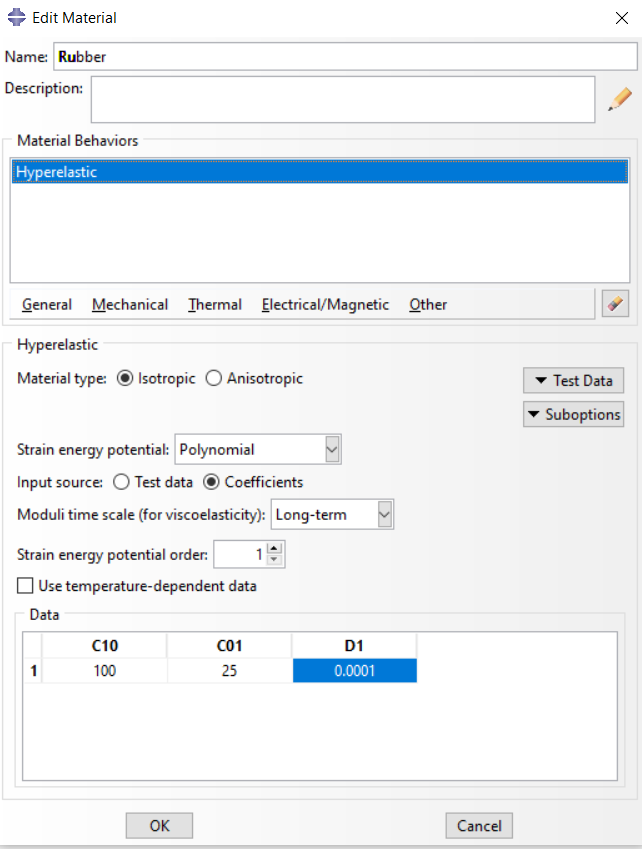 Edit Material
Name: Rubber
Description:
Material Behaviors
Hyperelastic
General Mechanical Thermal Electrical/Magnetic Other
Hyperelastic
Material type: Isotropic Anisotropic
Test Data
Suboptions
Strain energy potential: Polynomial
Input source: Test data Coefficients
Moduli time scale (for viscoelasticity): Long-term
Strain energy potential order: 1
Use temperature-dependent data
Data
C10 C01 D1
1 100 25 0.0001
OK Cancel